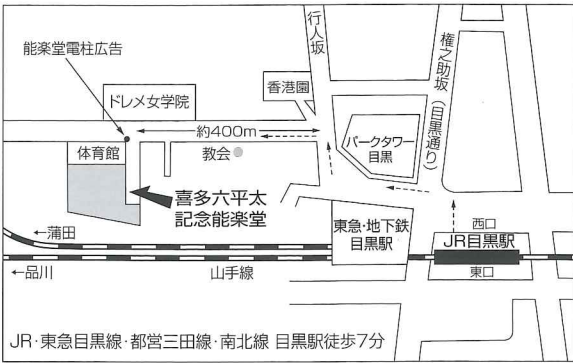 能楽堂電柱広告
行人坂
権之助坂
(目黒通り)
香港園
ドレメ女学院
約400m
パークタワー
目黒
体育館
教会
喜多六平太
記念能楽堂
東急・地下鉄
目黒駅
西口
JR目黒駅
東口
←蒲田
←品川
山手線
JR・東急目黒線・都営三田線・南北線 目黒駅徒歩7分